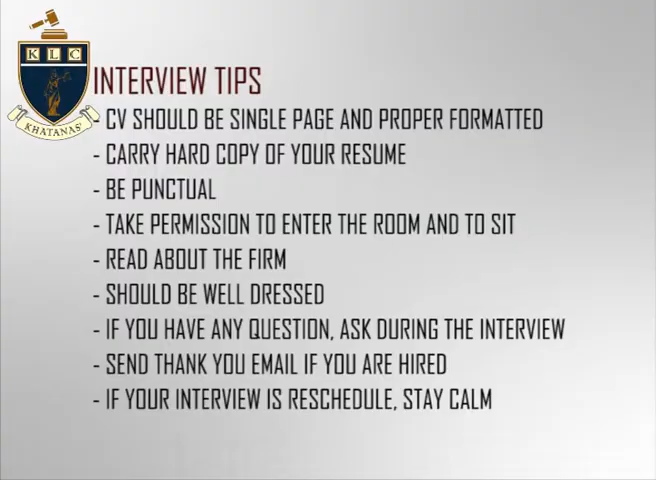 KLC
KHATANAS'
INTERVIEW TIPS
- CV SHOULD BE SINGLE PAGE AND PROPER FORMATTED
- CARRY HARD COPY OF YOUR RESUME
- BE PUNCTUAL
- TAKE PERMISSION TO ENTER THE ROOM AND TO SIT
- READ ABOUT THE FIRM
- SHOULD BE WELL DRESSED
- IF YOU HAVE ANY QUESTION, ASK DURING THE INTERVIEW
- SEND THANK YOU EMAIL IF YOU ARE HIRED
- IF YOUR INTERVIEW IS RESCHEDULE, STAY CALM